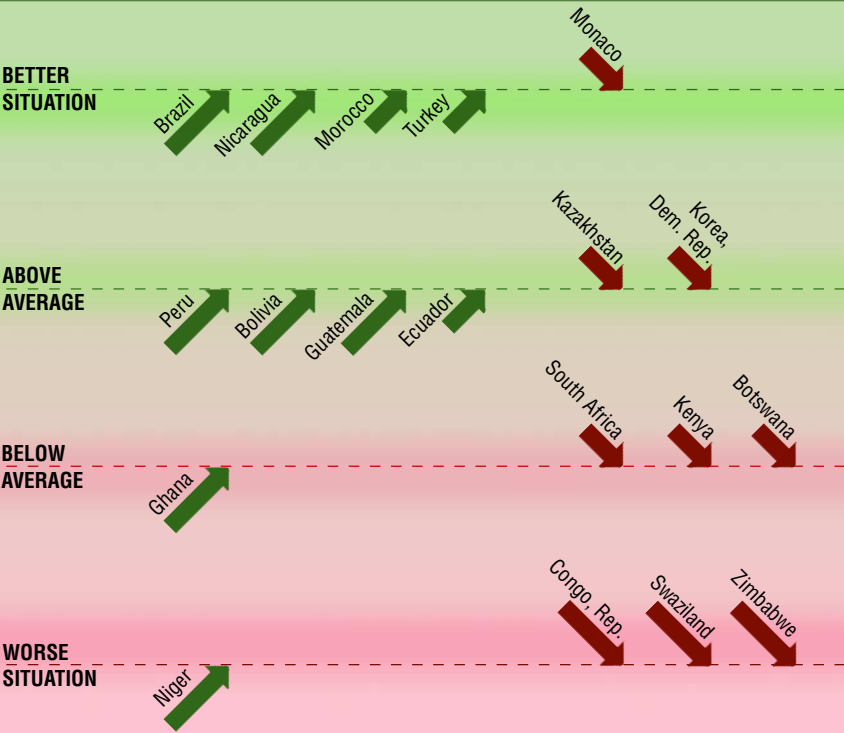 Monaco
BETTER
SITUATION
Brazil
Nicaragua
Morocco
Turkey
Kazakhstan
Korea,
Dem. Rep.
ABOVE
AVERAGE
Peru
Bolivia
Guatemala
Ecuador
South Africa
Kenya
Botswana
BELOW
AVERAGE
Ghana
Congo, Rep.
Swaziland
Zimbabwe
WORSE
SITUATION
Niger